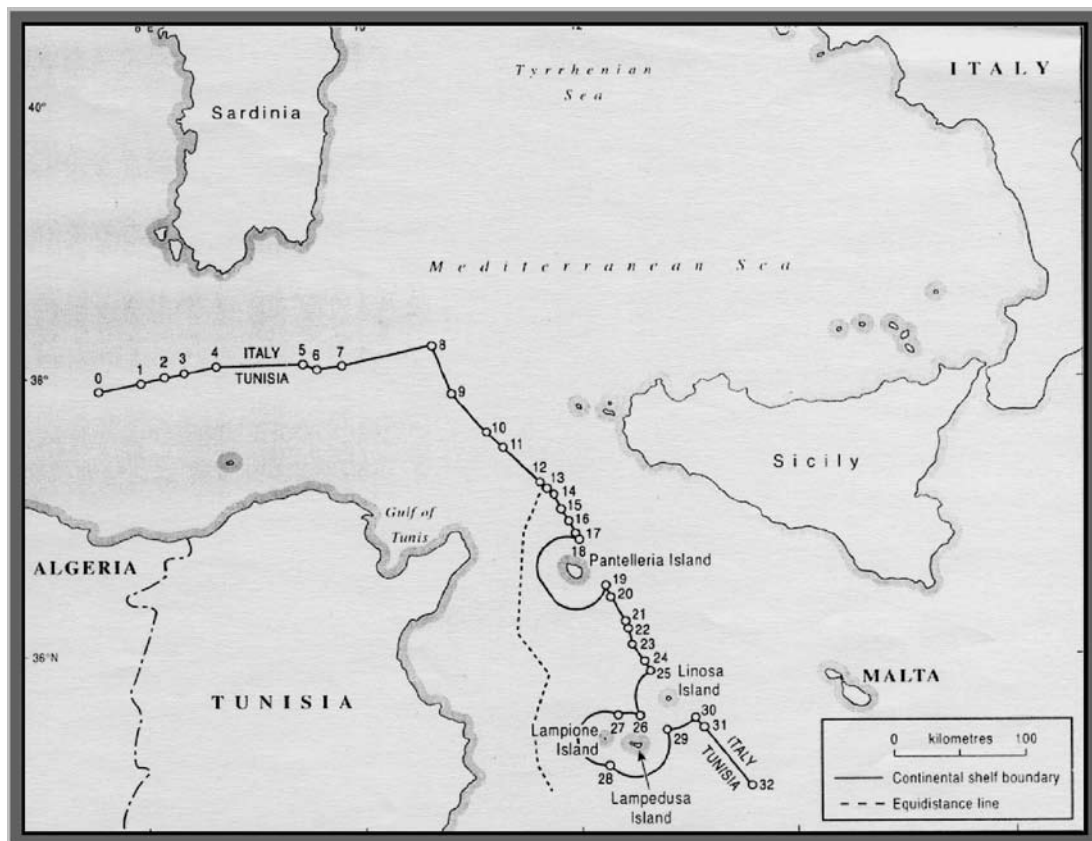 Tyrrhenian
Sea
ITALY
40°
Sardinia
Mediterranean Sea
8
5
ITALY
4
6
7
3
2
1
0
TUNISIA
38°
9
10
11
Sicily
12
13
14
15
16
17
18
Gulf of
Tunis
Pantelleria Island
ALGERIA
19
20
21
22
23
24
25
36°N
TUNISIA
Linosa
Island
MALTA
30
31
27
26
29
Lampione
Island
28
ITALY
TUNISIA
32
Lampedusa
Island
0 kilometres 100
Continental shelf boundary
Equidistance line